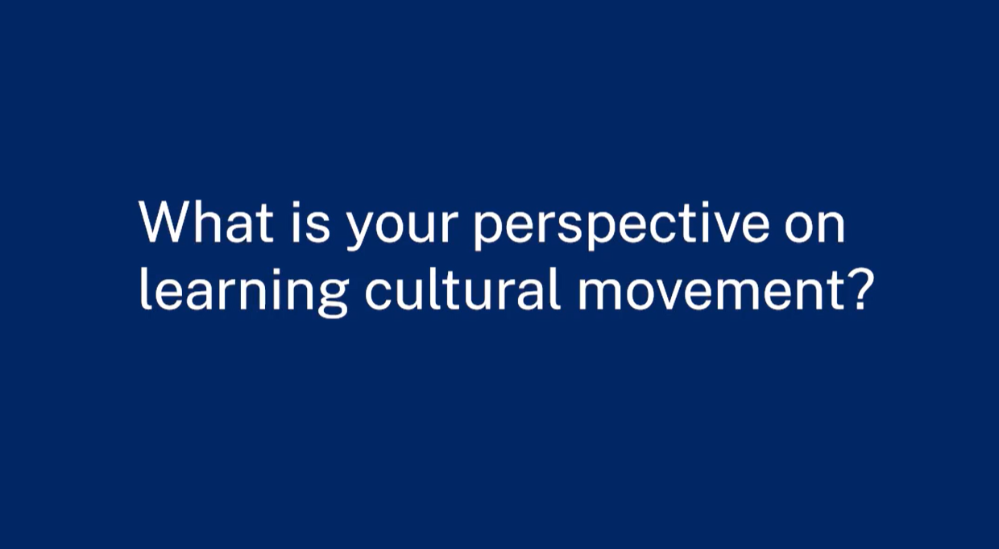 What is your perspective on
learning cultural movement?